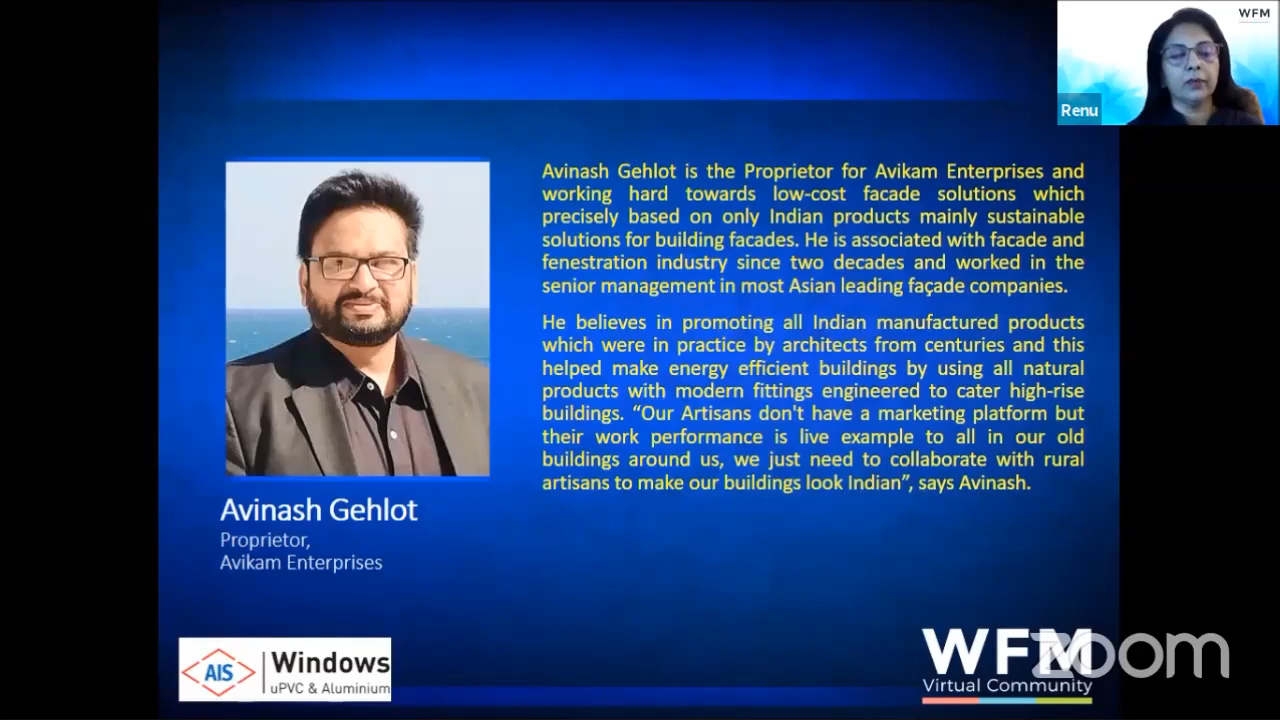 WFM
Renu
Avinash Gehlot is the Proprietor for Avikam Enterprises and
working hard towards low-cost facade solutions which
precisely based on only Indian products mainly sustainable
solutions for building facades. He is associated with facade and
fenestration industry since two decades and worked in the
senior management in most Asian leading façade companies.
He believes in promoting all Indian manufactured products
which were in practice by architects from centuries and this
helped make energy efficient buildings by using all natural
products with modern fittings engineered to cater high-rise
buildings. “Our Artisans don't have a marketing platform but
their work performance is live example to all in our old
buildings around us, we just need to collaborate with rural
artisans to make our buildings look Indian”, says Avinash.
Avinash Gehlot
Proprietor,
Avikam Enterprises
AIS
Windows
uPVC & Aluminium
WFM
zoom
Virtual Community